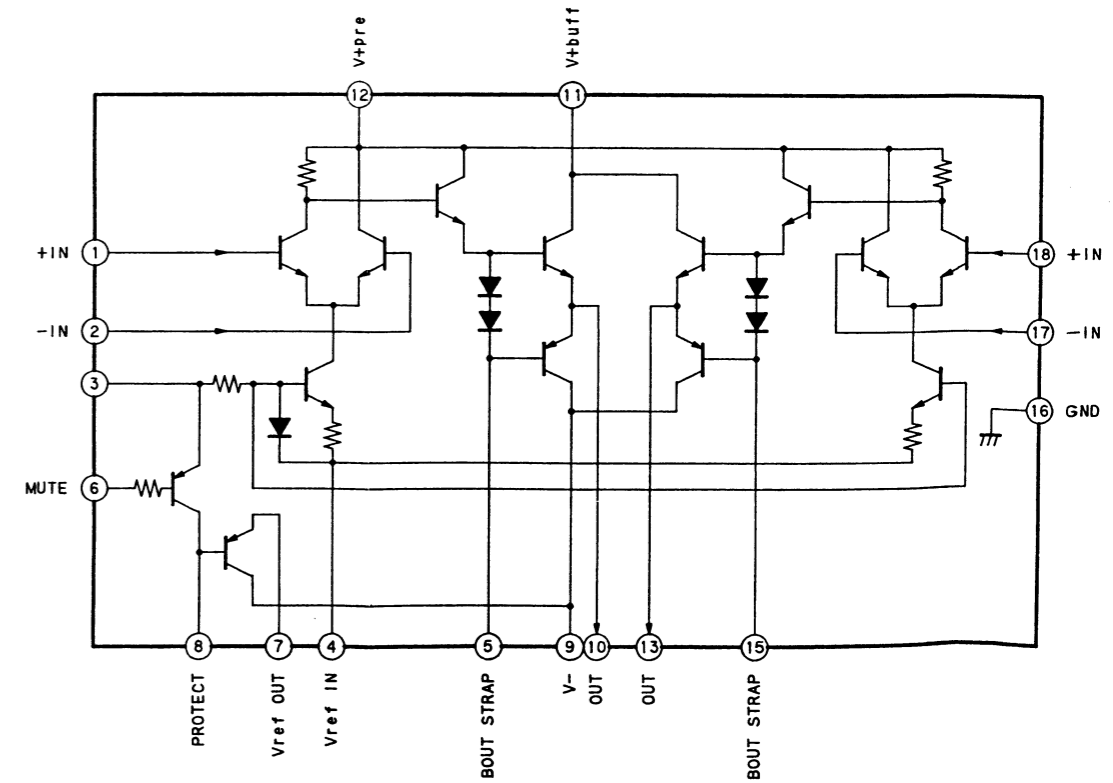 V+pre
V+buff
12
11
+IN 1
18 +IN
-IN 2
17 -IN
3
16 GND
MUTE 6
8
7
4
5
9
10
13
15
PROTECT
Vref OUT
Vref IN
BOUT STRAP
V-
OUT
OUT
BOUT STRAP